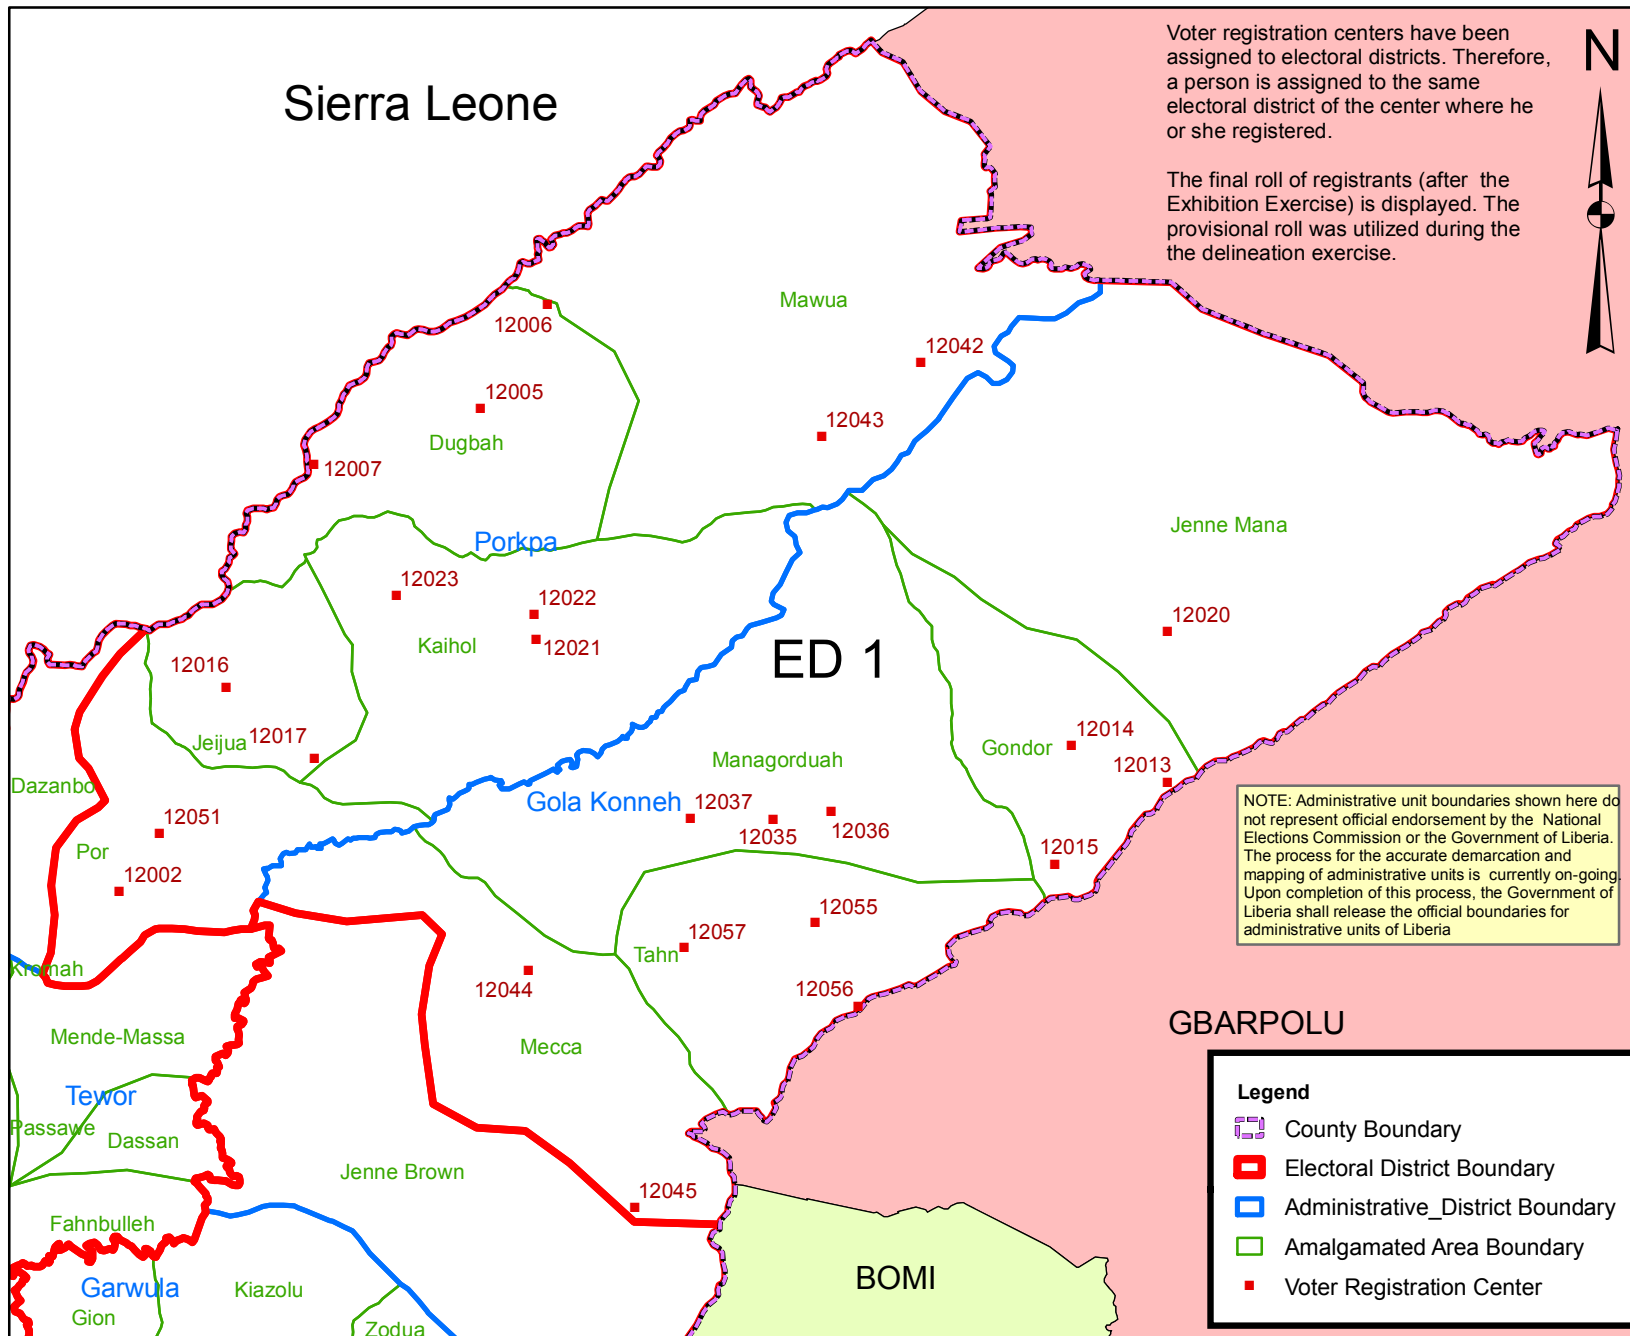 Voter registration centers have been
assigned to electoral districts. Therefore,
a person is assigned to the same
electoral district of the center where he
or she registered.
The final roll of registrants (after the
Exhibition Exercise) is displayed. The
provisional roll was utilized during the
the delineation exercise.
N
Sierra Leone
Mawua
12006
12042
12005
12043
Dugbah
12007
Jenne Mana
Porkpa
12023
12022
12020
Kaihol
12021
ED 1
12016
Jeijua
12017
12014
Gondor
Managorduah
12013
Dazanbo
Gola Konneh
12037
12035
12036
12051
Por
12015
12002
NOTE: Administrative unit boundaries shown here do
not represent official endorsement by the National
Elections Commission or the Government of Liberia.
The process for the accurate demarcation and
mapping of administrative units is currently on-going.
Upon completion of this process, the Government of
Liberia shall release the official boundaries for
administrative units of Liberia
12055
12057
Tahn
Kromah
12044
12056
GBARPOLU
Mende-Massa
Mecca
Tewor
Passawe
Dassan
Jenne Brown
12045
Fahnbulleh
Garwula
Kiazolu
BOMI
Gion
Zodua
Legend
County Boundary
Electoral District Boundary
Administrative_District Boundary
Amalgamated Area Boundary
Voter Registration Center